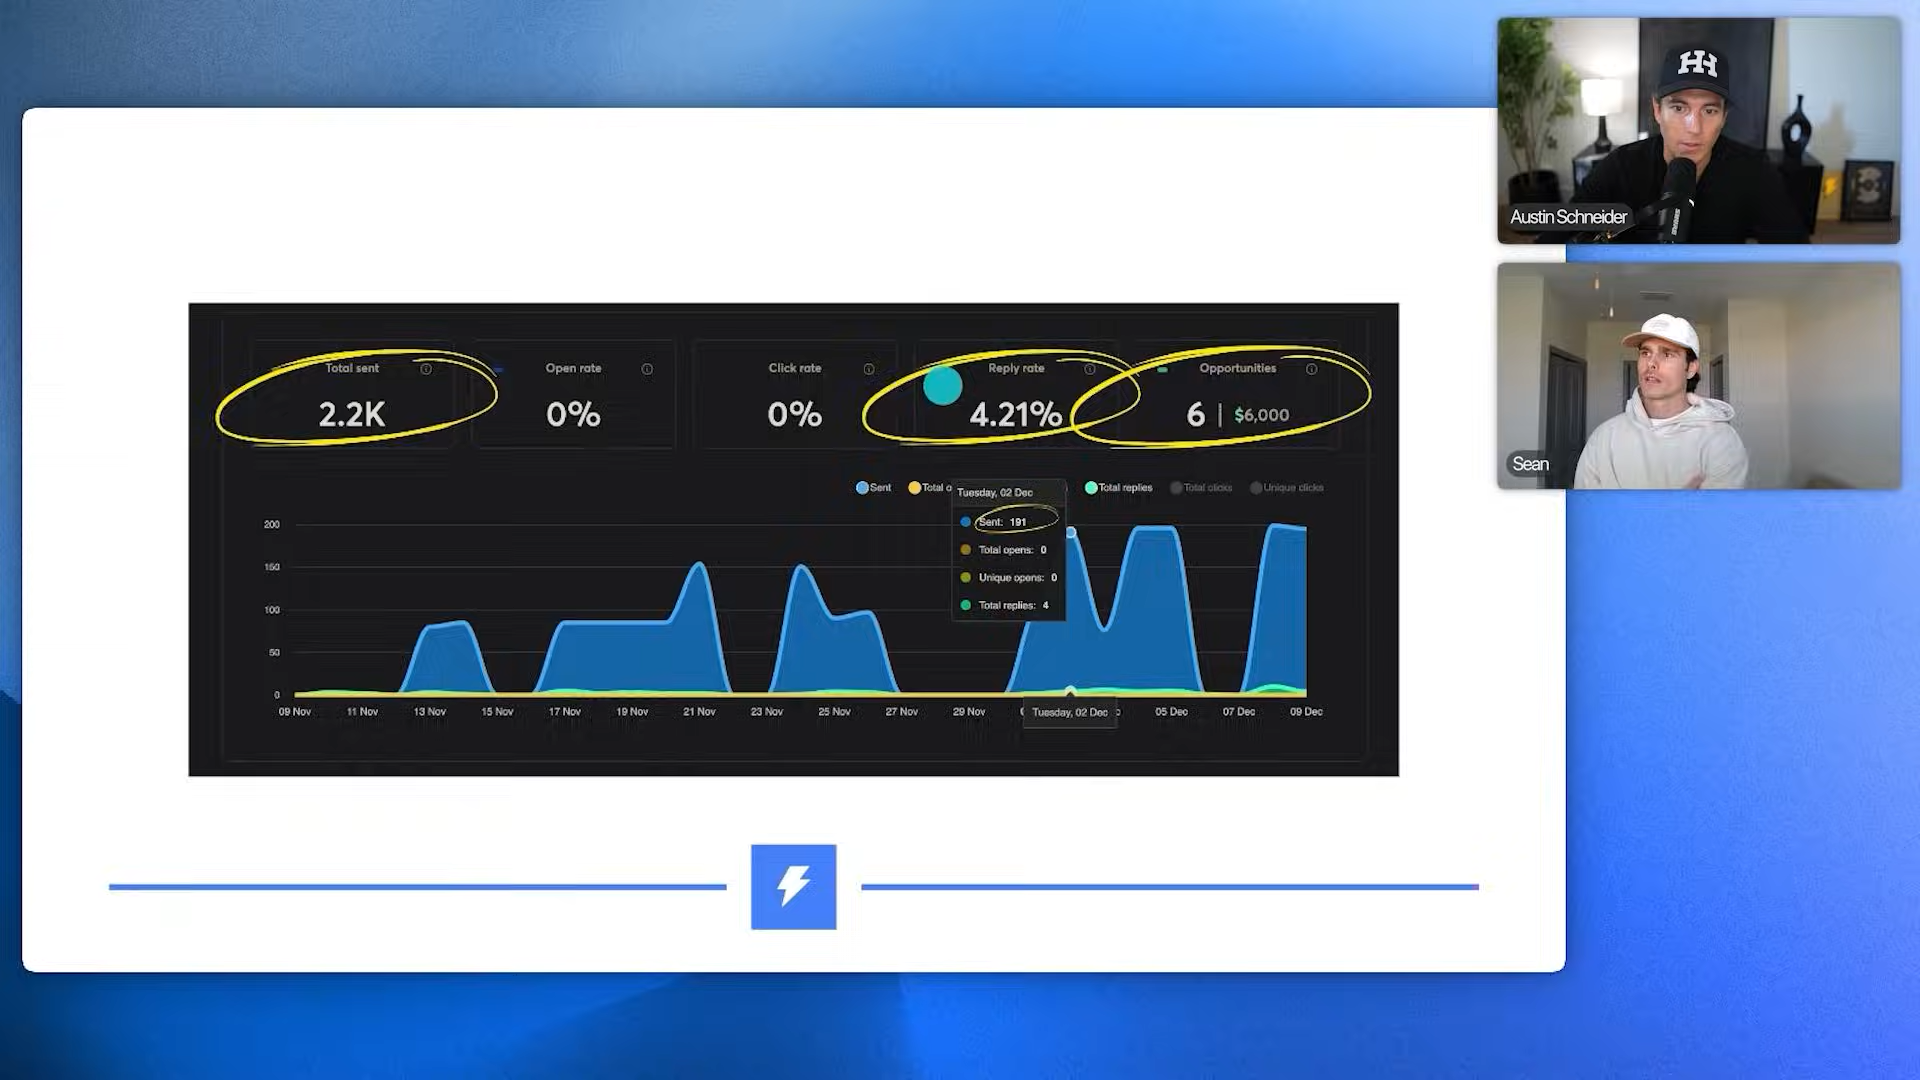 Total sent
2.2K
Open rate
0%
Click rate
0%
Reply rate
4.21%
Opportunities
6 | $6,000
Sent
Total o
Total replies
Total clicks
Unique clicks
Tuesday, 02 Dec
Sent: 191
Total opens: 0
Unique opens: 0
Total replies: 4
200
150
100
50
0
09 Nov 11 Nov 13 Nov 15 Nov 17 Nov 19 Nov 21 Nov 23 Nov 25 Nov 27 Nov 29 Nov 05 Dec 07 Dec 09 Dec
Tuesday, 02 Dec
Austin Schneider
Sean